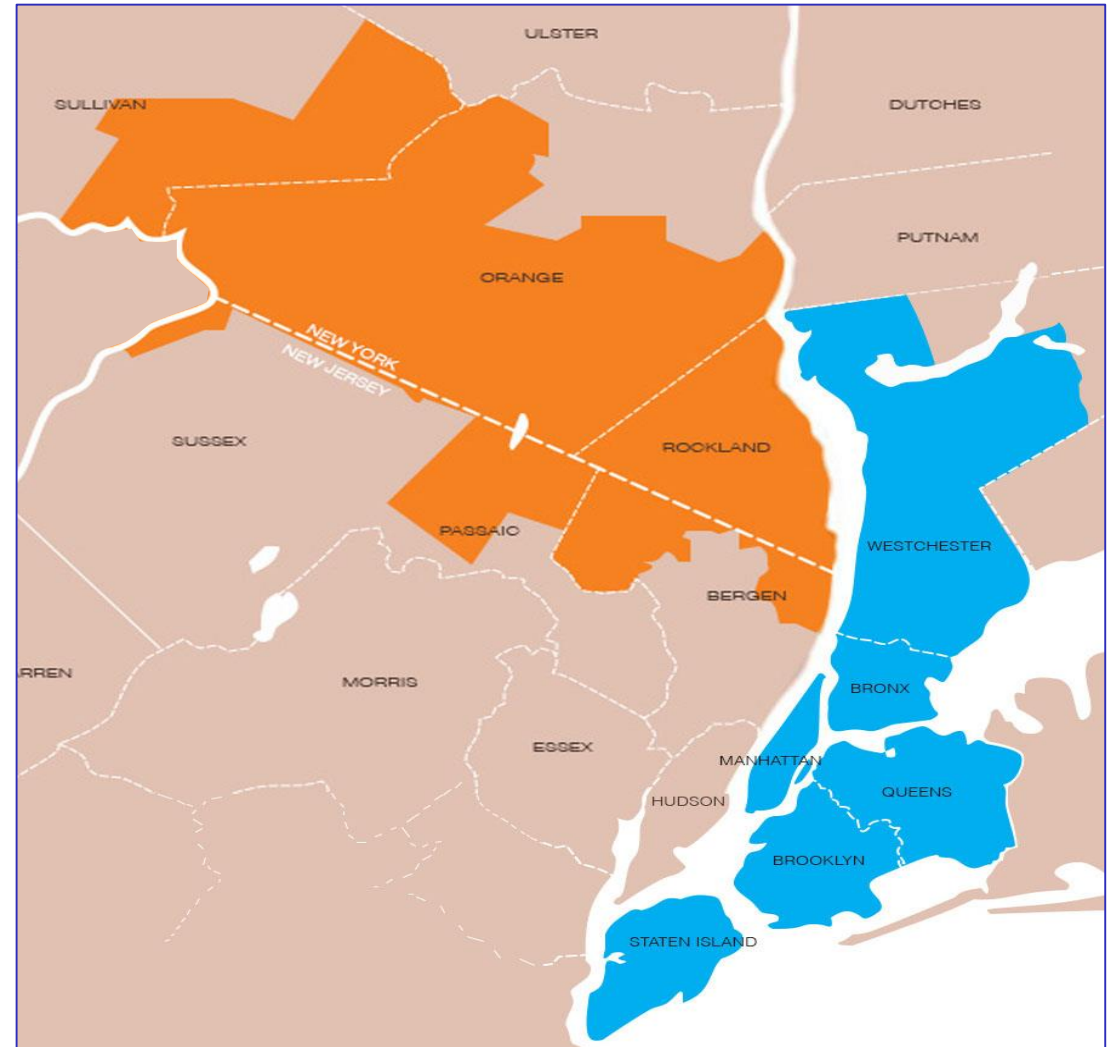 ULSTER
SULLIVAN
DUTCHES
PUTNAM
ORANGE
NEW YORK
NEW JERSEY
SUSSEX
ROCKLAND
PASSAIC
WESTCHESTER
BERGEN
RREN
MORRIS
BRONX
ESSEX
MANHATTAN
HUDSON
QUEENS
BROOKLYN
STATEN ISLAND